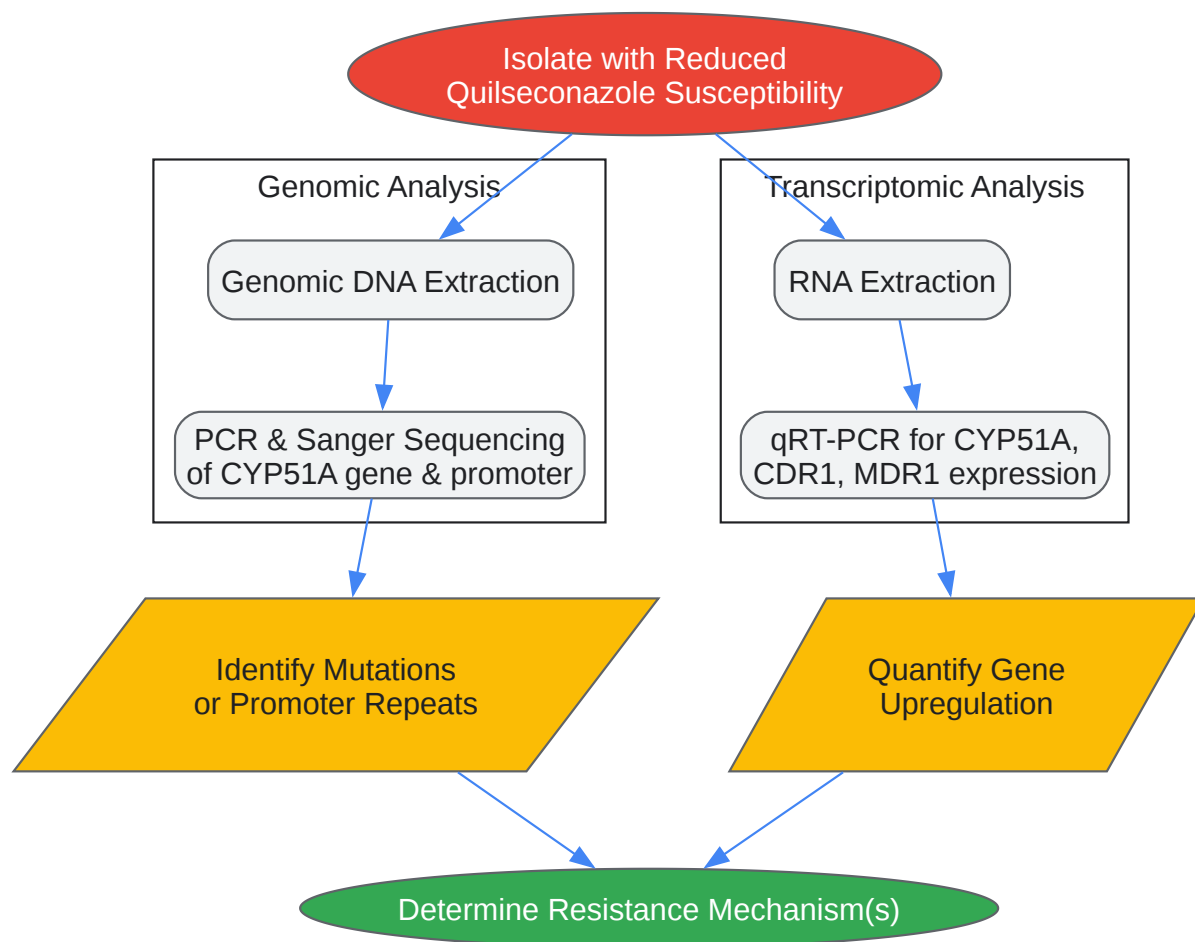 Isolate with Reduced
Quilseconazole Susceptibility
Genomic Analysis
Transcriptomic Analysis
Genomic DNA Extraction
RNA Extraction
PCR & Sanger Sequencing
of CYP51A gene & promoter
qRT-PCR for CYP51A,
CDR1, MDR1 expression
Identify Mutations
or Promoter Repeats
Quantify Gene
Upregulation
Determine Resistance Mechanism(s)